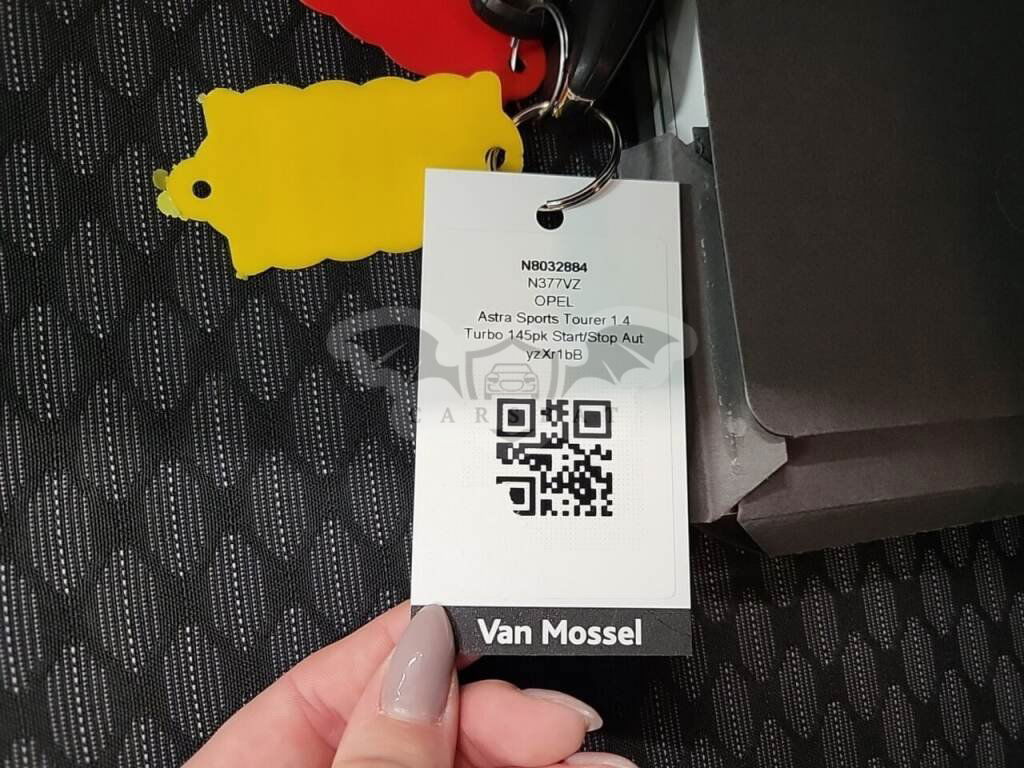 N8032884
N377VZ
OPEL
Astra Sports Tourer 1.4
Turbo 145pk Start/Stop Aut
yzXr1bB
Van Mossel